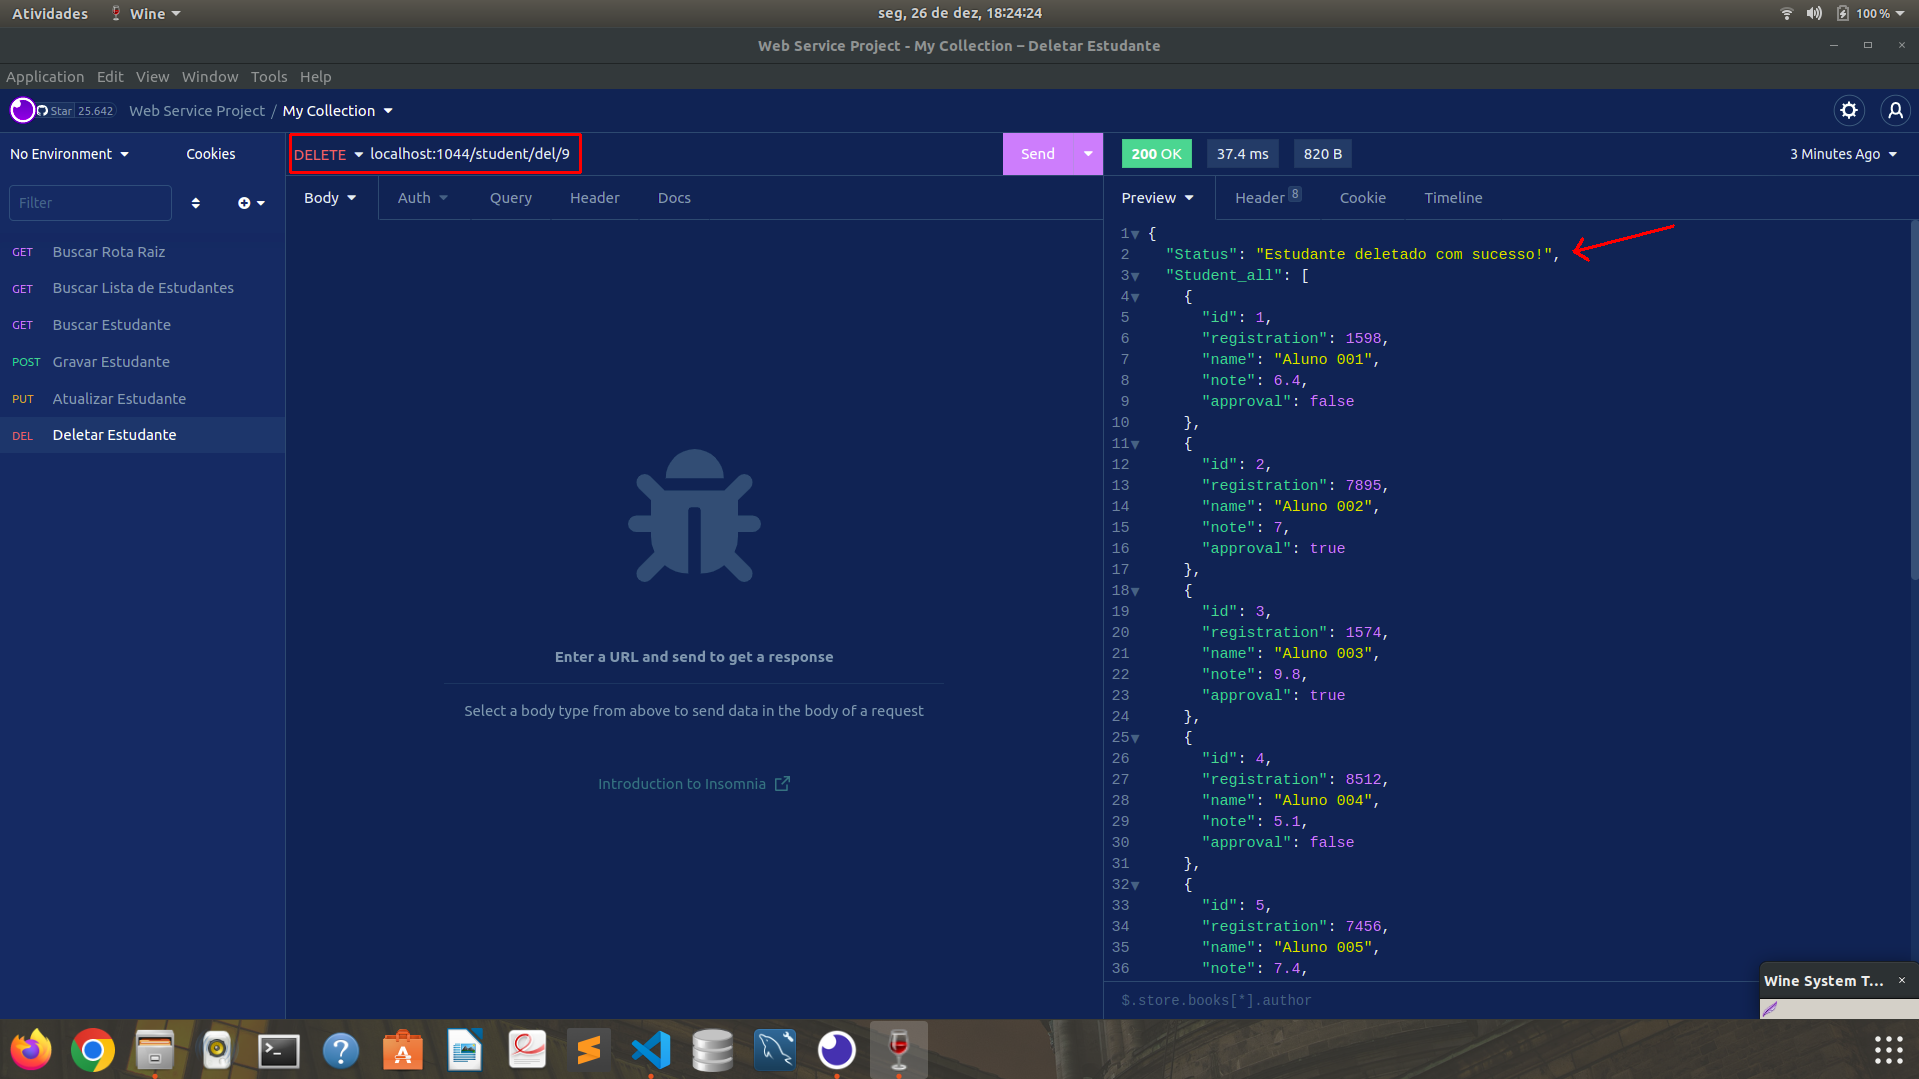 Atividades Wine seg, 26 de dez, 18:24:24 100 %
Web Service Project - My Collection – Deletar Estudante
Application Edit View Window Tools Help
Star 25.642 Web Service Project / My Collection
No Environment Cookies
Filter
GET Buscar Rota Raiz
GET Buscar Lista de Estudantes
GET Buscar Estudante
POST Gravar Estudante
PUT Atualizar Estudante
DEL Deletar Estudante
DELETE localhost:1044/student/del/9 Send
Body Auth Query Header Docs
Enter a URL and send to get a response
Select a body type from above to send data in the body of a request
Introduction to Insomnia
200 OK 37.4 ms 820 B 3 Minutes Ago
Preview Header 8 Cookie Timeline
1 {
2 "Status": "Estudante deletado com sucesso!",
3 "Student_all": [
4 {
5 "id": 1,
6 "registration": 1598,
7 "name": "Aluno 001",
8 "note": 6.4,
9 "approval": false
10 },
11 {
12 "id": 2,
13 "registration": 7895,
14 "name": "Aluno 002",
15 "note": 7,
16 "approval": true
17 },
18 {
19 "id": 3,
20 "registration": 1574,
21 "name": "Aluno 003",
22 "note": 9.8,
23 "approval": true
24 },
25 {
26 "id": 4,
27 "registration": 8512,
28 "name": "Aluno 004",
29 "note": 5.1,
30 "approval": false
31 },
32 {
33 "id": 5,
34 "registration": 7456,
35 "name": "Aluno 005",
36 "note": 7.4,
$.store.books[*].author
Wine System T... ×